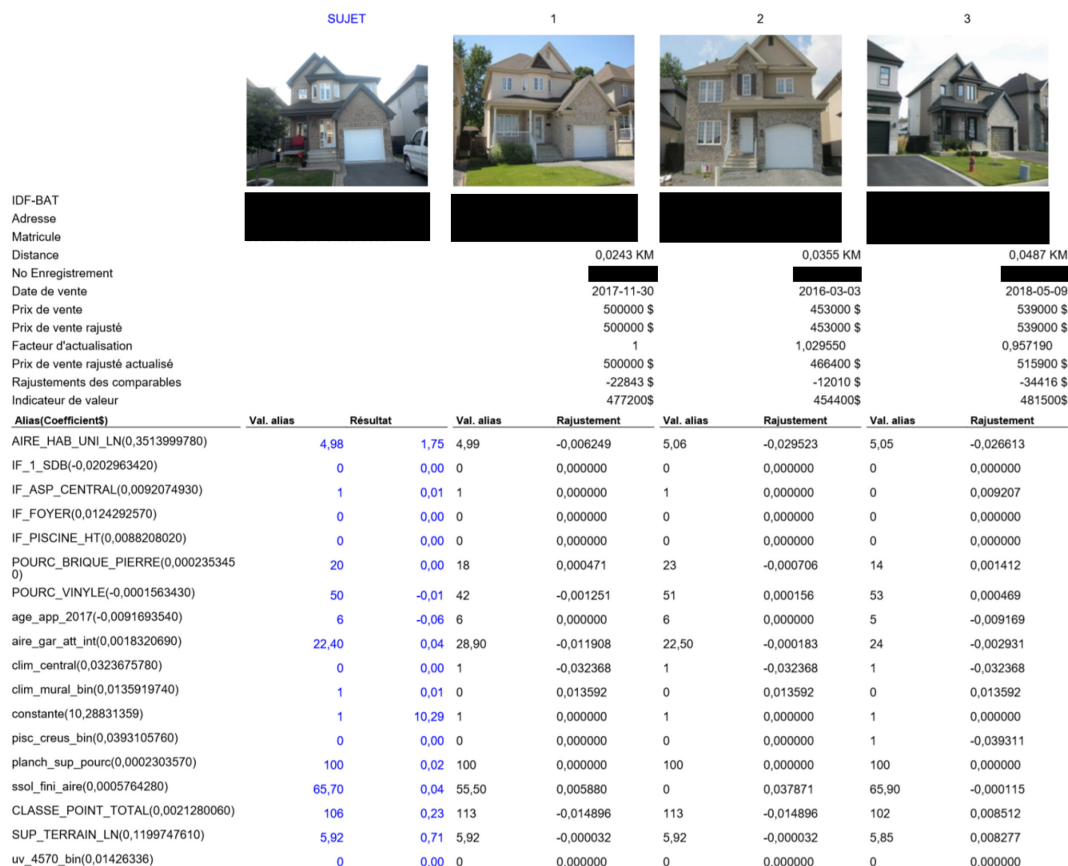 SUJET 1 2 3
IDF-BAT
Adresse
Matricule
Distance 0,0243 KM 0,0355 KM 0,0487 KM
No Enregistrement
Date de vente 2017-11-30 2016-03-03 2018-05-09
Prix de vente 500000 $ 453000 $ 539000 $
Prix de vente rajusté 500000 $ 453000 $ 539000 $
Facteur d'actualisation 1 1,029550 0,957190
Prix de vente rajusté actualisé 500000 $ 466400 $ 515900 $
Rajustements des comparables -22843 $ -12010 $ -34416 $
Indicateur de valeur 477200$ 454400$ 481500$
Alias(Coefficient$) Val. alias Résultat Val. alias Rajustement Val. alias Rajustement Val. alias Rajustement
AIRE_HAB_UNI_LN(0,3513999780) 4,98 1,75 4,99 -0,006249 5,06 -0,029523 5,05 -0,026613
IF_1_SDB(-0,0202963420) 0 0,00 0 0,000000 0 0,000000 0 0,000000
IF_ASP_CENTRAL(0,0092074930) 1 0,01 1 0,000000 1 0,000000 0 0,009207
IF_FOYER(0,0124292570) 0 0,00 0 0,000000 0 0,000000 0 0,000000
IF_PISCINE_HT(0,0088208020) 0 0,00 0 0,000000 0 0,000000 0 0,000000
POURC_BRIQUE_PIERRE(0,000235345
0) 20 0,00 18 0,000471 23 -0,000706 14 0,001412
POURC_VINYLE(-0,0001563430) 50 -0,01 42 -0,001251 51 0,000156 53 0,000469
age_app_2017(-0,0091693540) 6 -0,06 6 0,000000 6 0,000000 5 -0,009169
aire_gar_att_int(0,0018320690) 22,40 0,04 28,90 -0,011908 22,50 -0,000183 24 -0,002931
clim_central(0,0323675780) 0 0,00 1 -0,032368 1 -0,032368 1 -0,032368
clim_mural_bin(0,0135919740) 1 0,01 0 0,013592 0 0,013592 0 0,013592
constante(10,28831359) 1 10,29 1 0,000000 1 0,000000 1 0,000000
pisc_creus_bin(0,0393105760) 0 0,00 0 0,000000 0 0,000000 1 -0,039311
planch_sup_pourc(0,0002303570) 100 0,02 100 0,000000 100 0,000000 100 0,000000
ssol_fini_aire(0,0005764280) 65,70 0,04 55,50 0,005880 0 0,037871 65,90 -0,000115
CLASSE_POINT_TOTAL(0,0021280060) 106 0,23 113 -0,014896 113 -0,014896 102 0,008512
SUP_TERRAIN_LN(0,1199747610) 5,92 0,71 5,92 -0,000032 5,92 -0,000032 5,85 0,008277
uv_4570_bin(0,01426336) 0 0,00 0 0,000000 0 0,000000 0 0,000000